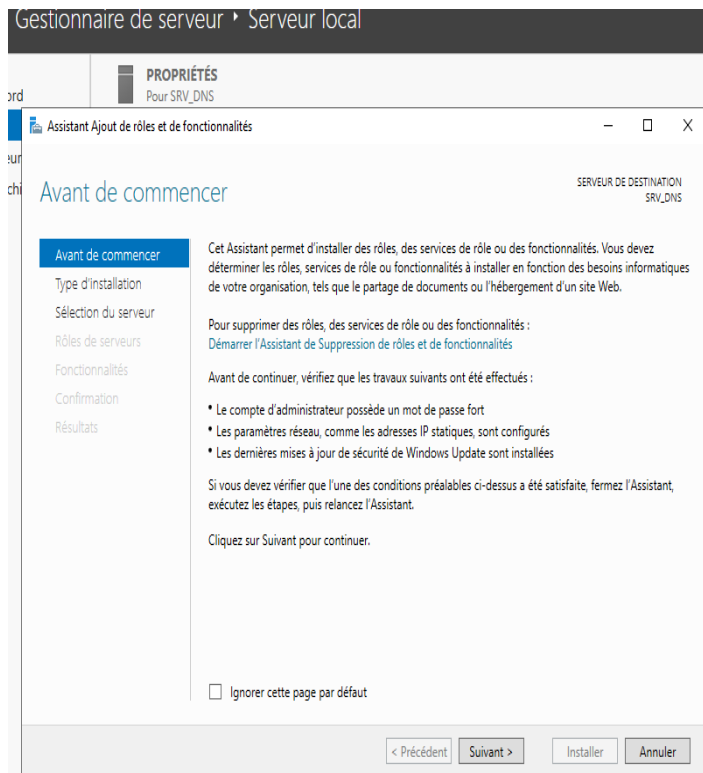 Gestionnaire de serveur ‣ Serveur local
PROPRIÉTÉS
Pour SRV_DNS
Assistant Ajout de rôles et de fonctionnalités
Avant de commencer
SERVEUR DE DESTINATION
SRV_DNS
Avant de commencer
Type d'installation
Sélection du serveur
Rôles de serveurs
Fonctionnalités
Confirmation
Résultats
Cet Assistant permet d'installer des rôles, des services de rôle ou des fonctionnalités. Vous devez
déterminer les rôles, services de rôle ou fonctionnalités à installer en fonction des besoins informatiques
de votre organisation, tels que le partage de documents ou l'hébergement d'un site Web.
Pour supprimer des rôles, des services de rôle ou des fonctionnalités :
Démarrer l'Assistant de Suppression de rôles et de fonctionnalités
Avant de continuer, vérifiez que les travaux suivants ont été effectués :
• Le compte d'administrateur possède un mot de passe fort
• Les paramètres réseau, comme les adresses IP statiques, sont configurés
• Les dernières mises à jour de sécurité de Windows Update sont installées
Si vous devez vérifier que l'une des conditions préalables ci-dessus a été satisfaite, fermez l'Assistant,
exécutez les étapes, puis relancez l'Assistant.
Cliquez sur Suivant pour continuer.
Ignorer cette page par défaut
< Précédent
Suivant >
Installer
Annuler